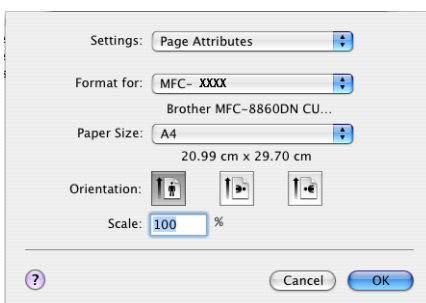 Settings: Page Attributes
Format for: MFC- XXXX
Brother MFC-8860DN CU...
Paper Size: A4
20.99 cm x 29.70 cm
Orientation:
Scale: 100 %
? Cancel OK